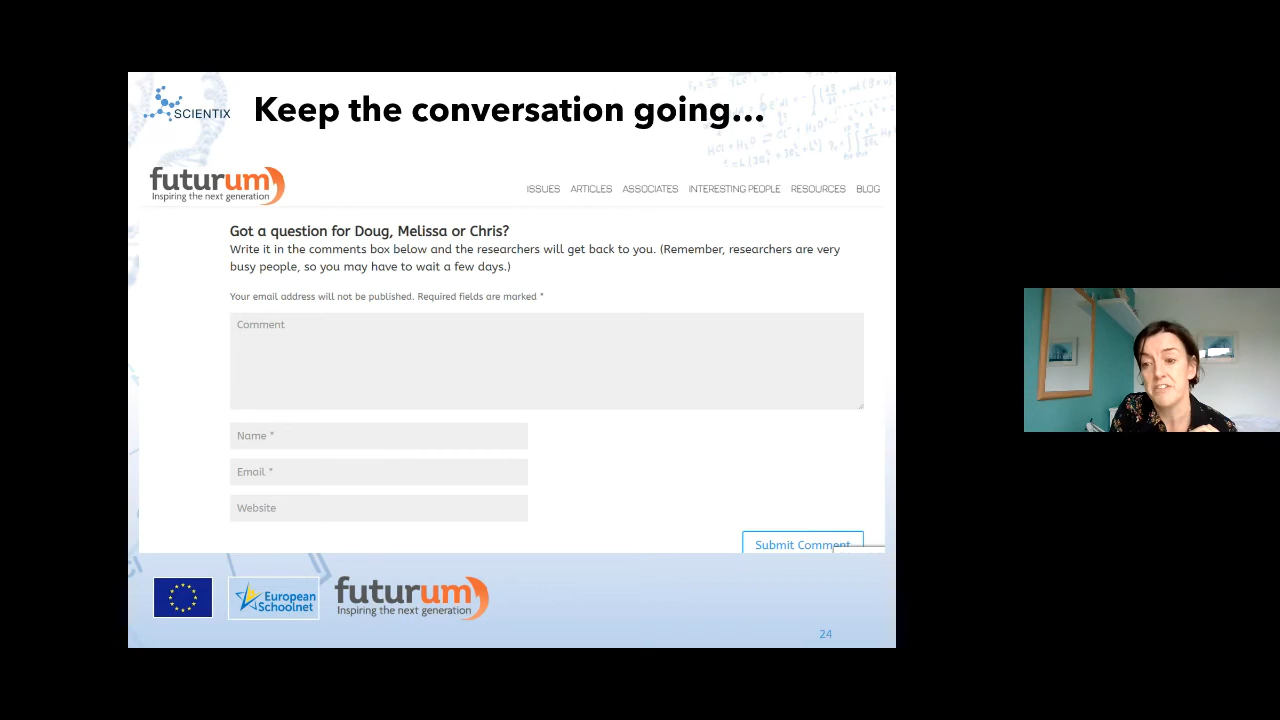 SCIENTIX
Keep the conversation going...
futurum
Inspiring the next generation
ISSUES ARTICLES ASSOCIATES INTERESTING PEOPLE RESOURCES BLOG
Got a question for Doug, Melissa or Chris?
Write it in the comments box below and the researchers will get back to you. (Remember, researchers are very
busy people, so you may have to wait a few days.)
Your email address will not be published. Required fields are marked *
Comment
Name *
Email *
Website
Submit Comment
European
Schoolnet
futurum
Inspiring the next generation
24